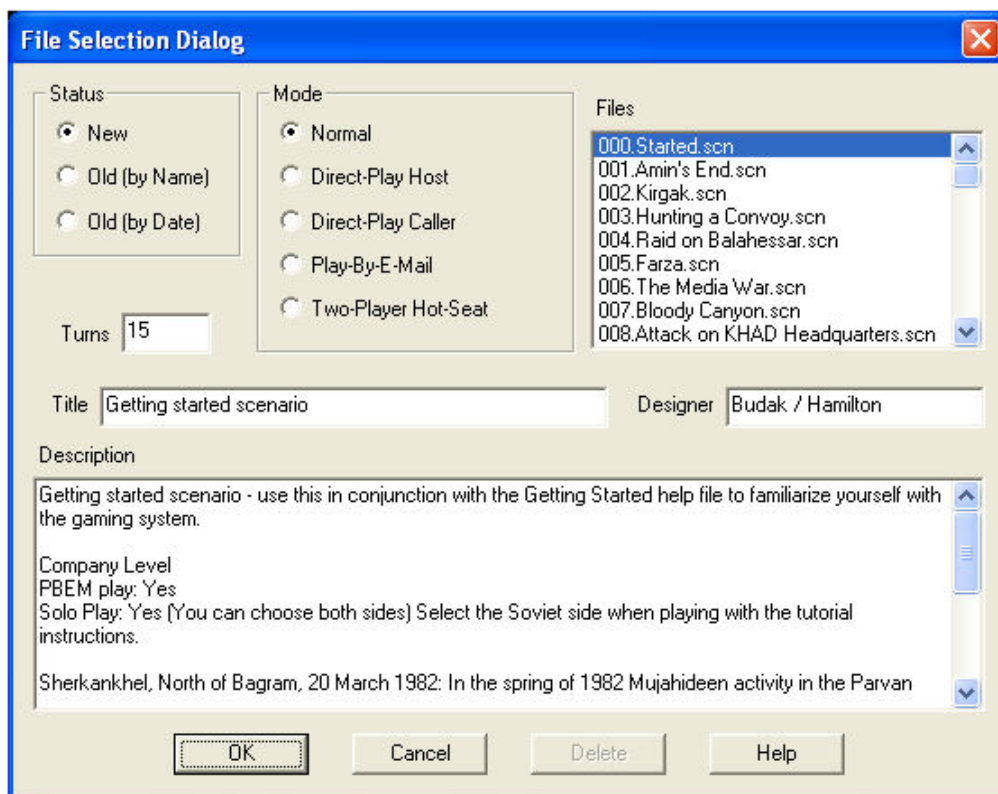 File Selection Dialog
Status
New
Old (by Name)
Old (by Date)
Turns 15
Mode
Normal
Direct-Play Host
Direct-Play Caller
Play-By-E-Mail
Two-Player Hot-Seat
Files
000.Started.scn
001.Amin's End.scn
002.Kirgak.scn
003.Hunting a Convoy.scn
004.Raid on Balahessar.scn
005.Farza.scn
006.The Media War.scn
007.Bloody Canyon.scn
008.Attack on KHAD Headquarters.scn
Title Getting started scenario
Designer Budak / Hamilton
Description
Getting started scenario - use this in conjunction with the Getting Started help file to familiarize yourself with
the gaming system.
Company Level
PBEM play: Yes
Solo Play: Yes (You can choose both sides) Select the Soviet side when playing with the tutorial
instructions.
Sherkankhel, North of Bagram, 20 March 1982: In the spring of 1982 Mujahideen activity in the Parvan
OK
Cancel
Delete
Help